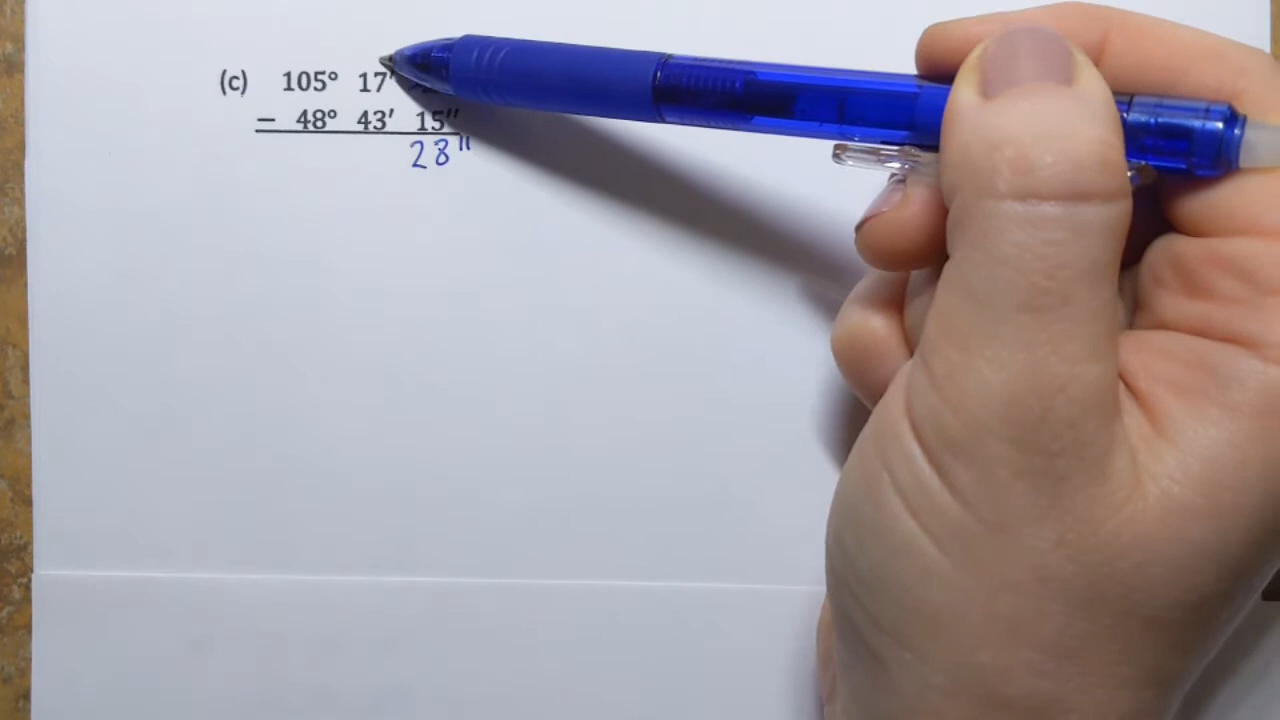 (c) 105° 17′
− 48° 43′ 15″
28"